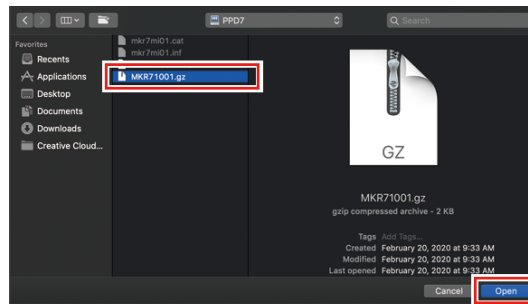 PPD7
Search
Favorites
Recents
Applications
Desktop
Documents
Downloads
Creative Cloud...
mkr7mi01.cat
mkr7mi01.inf
MKR71001.gz
GZ
MKR71001.gz
gzip compressed archive - 2 KB
Tags Add Tags...
Created February 20, 2020 at 9:33 AM
Modified February 20, 2020 at 9:33 AM
Last opened February 20, 2020 at 9:33 AM
Cancel
Open